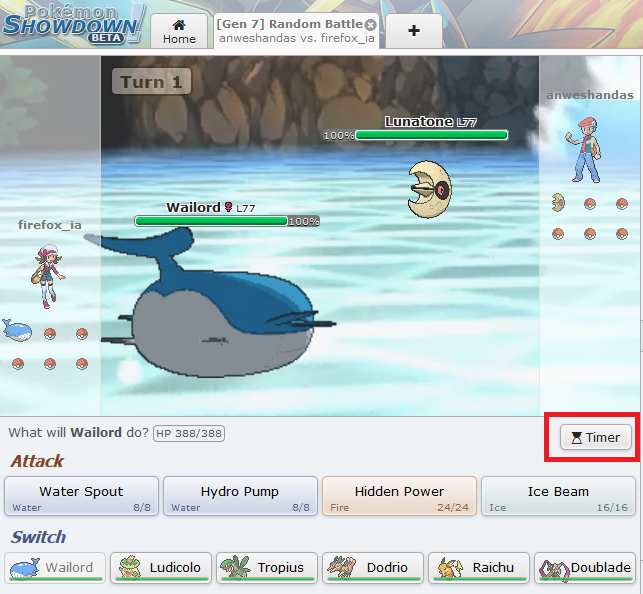 Pokémon
SHOWDOWN!
BETA
Home
[Gen 7] Random Battle
anweshandas vs. firefox_ia
+
Turn 1
anweshandas
Lunatone L77
100%
Wailord L77
100%
firefox_ia
What will Wailord do? HP 388/388
Timer
Attack
Water Spout
Water 8/8
Hydro Pump
Water 8/8
Hidden Power
Fire 24/24
Ice Beam
Ice 16/16
Switch
Wailord
Ludicolo
Tropius
Dodrio
Raichu
Doublade